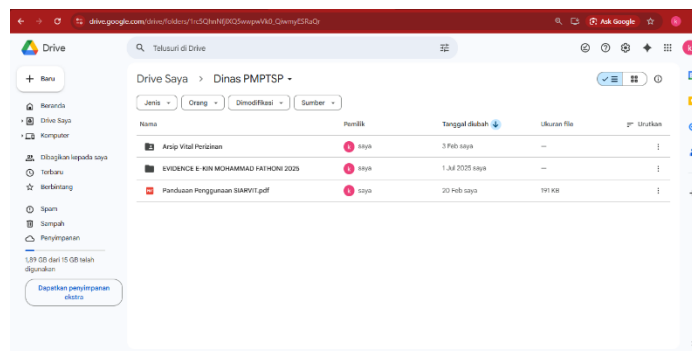 drive.google.com/drive/folders/1rc5QhnNfJIXQ5wwpwVk0_QiwmyESRaQr
Ask Google
Drive
Telusuri di Drive
Baru
Drive Saya > Dinas PMPTSP
Jenis Orang Dimodifikasi Sumber
Beranda
Drive Saya
Komputer
Dibagikan kepada saya
Terbaru
Berbintang
Spam
Sampah
Penyimpanan
1,89 GB dari 15 GB telah
digunakan
Dapatkan penyimpanan
ekstra
Nama Pemilik Tanggal diubah Ukuran file Urutkan
Arsip Vital Perizinan saya 3 Feb saya —
EVIDENCE E-KIN MOHAMMAD FATHONI 2025 saya 1 Jul 2025 saya —
Panduaan Penggunaan SIARVIT.pdf saya 20 Feb saya 191 KB